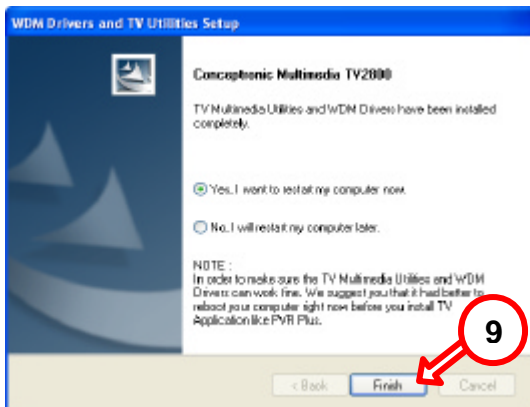 WDM Drivers and TV Utilities Setup
Conceptronic Multimedia TV2800
TV Multimedia Utilities and WDM Drivers have been installed
completely.
Yes, I want to restart my computer now.
No, I will restart my computer later.
NOTE :
In order to make sure the TV Multimedia Utilities and WDM
Drivers can work fine. We suggest you that it had better to
reboot your computer right now before you install TV
Application like PVR Plus.
9
< Back
Finish
Cancel